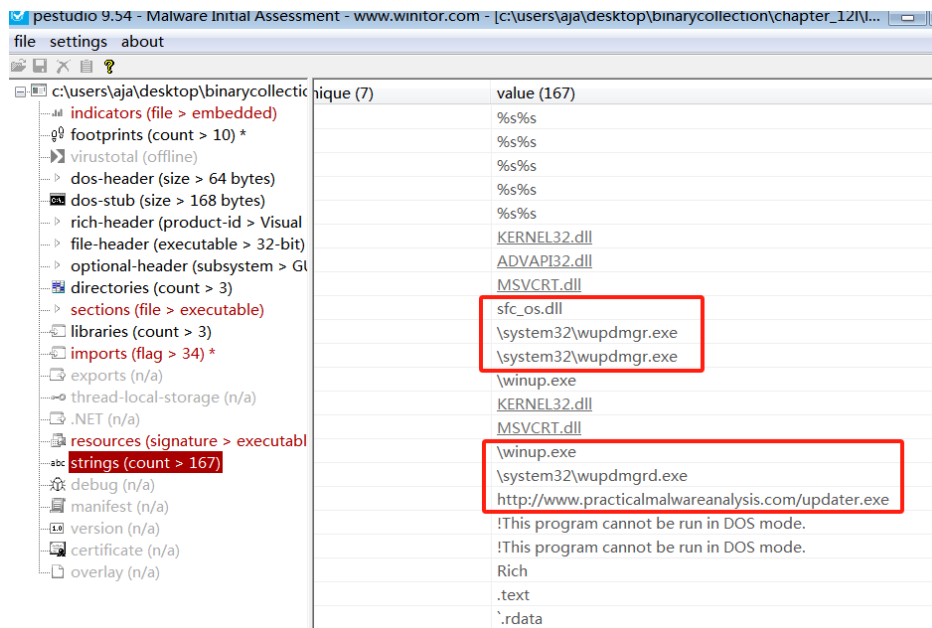 pestudio 9.54 - Malware Initial Assessment - www.winitor.com - [c:\users\aja\desktop\binarycollection\chapter_12l\l...
file settings about
c:\users\aja\desktop\binarycollectic
indicators (file > embedded)
footprints (count > 10) *
virustotal (offline)
dos-header (size > 64 bytes)
dos-stub (size > 168 bytes)
rich-header (product-id > Visual
file-header (executable > 32-bit)
optional-header (subsystem > GU
directories (count > 3)
sections (file > executable)
libraries (count > 3)
imports (flag > 34) *
exports (n/a)
thread-local-storage (n/a)
.NET (n/a)
resources (signature > executabl
abc strings (count > 167)
debug (n/a)
manifest (n/a)
1.0 version (n/a)
certificate (n/a)
overlay (n/a)
nique (7) value (167)
%s%s
%s%s
%s%s
%s%s
%s%s
KERNEL32.dll
ADVAPI32.dll
MSVCRT.dll
sfc_os.dll
\system32\wupdmgr.exe
\system32\wupdmgr.exe
\winup.exe
KERNEL32.dll
MSVCRT.dll
\winup.exe
\system32\wupdmgrd.exe
http://www.practicalmalwareanalysis.com/updater.exe
!This program cannot be run in DOS mode.
!This program cannot be run in DOS mode.
Rich
.text
`.rdata